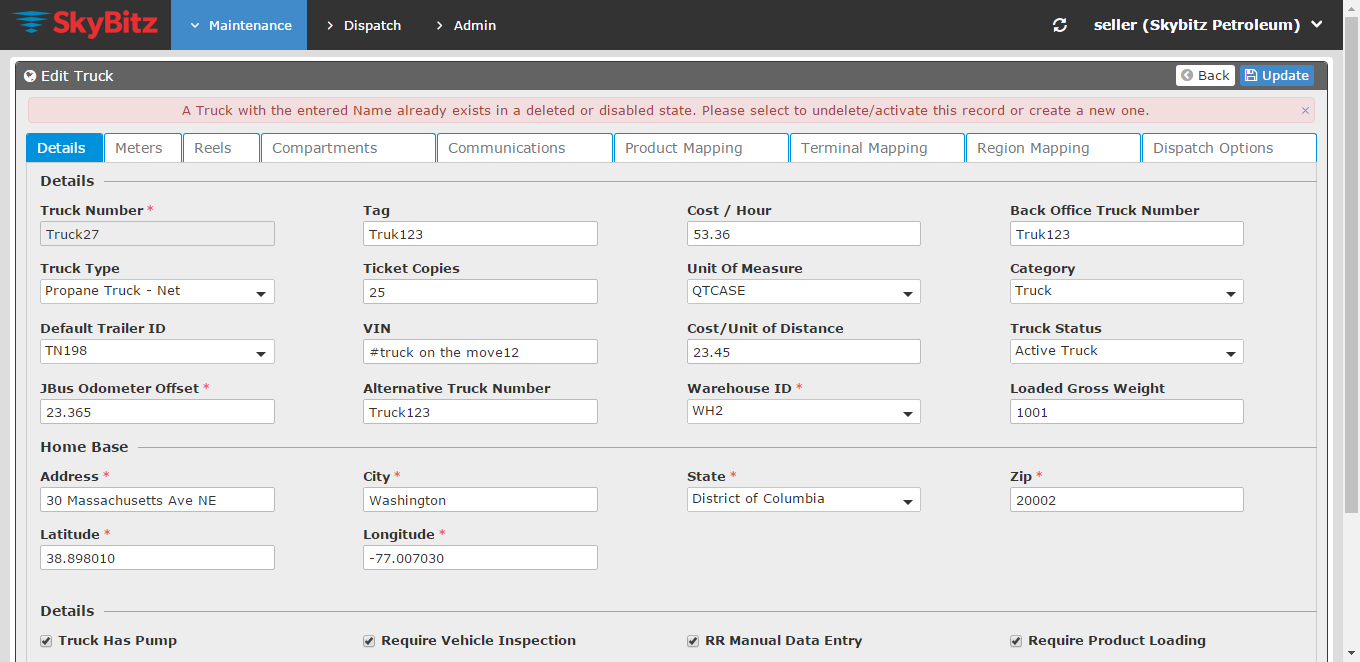 SkyBitz Maintenance Dispatch Admin seller (Skybitz Petroleum)
Edit Truck Back Update
A Truck with the entered Name already exists in a deleted or disabled state. Please select to undelete/activate this record or create a new one. ×
Details Meters Reels Compartments Communications Product Mapping Terminal Mapping Region Mapping Dispatch Options
Details
Truck Number * Tag Cost / Hour Back Office Truck Number
Truck27 Truk123 53.36 Truk123
Truck Type Ticket Copies Unit Of Measure Category
Propane Truck - Net 25 QTCASE Truck
Default Trailer ID VIN Cost/Unit of Distance Truck Status
TN198 #truck on the move12 23.45 Active Truck
JBus Odometer Offset * Alternative Truck Number Warehouse ID * Loaded Gross Weight
23.365 Truck123 WH2 1001
Home Base
Address * City * State * Zip *
30 Massachusetts Ave NE Washington District of Columbia 20002
Latitude * Longitude *
38.898010 -77.007030
Details
Truck Has Pump Require Vehicle Inspection RR Manual Data Entry Require Product Loading